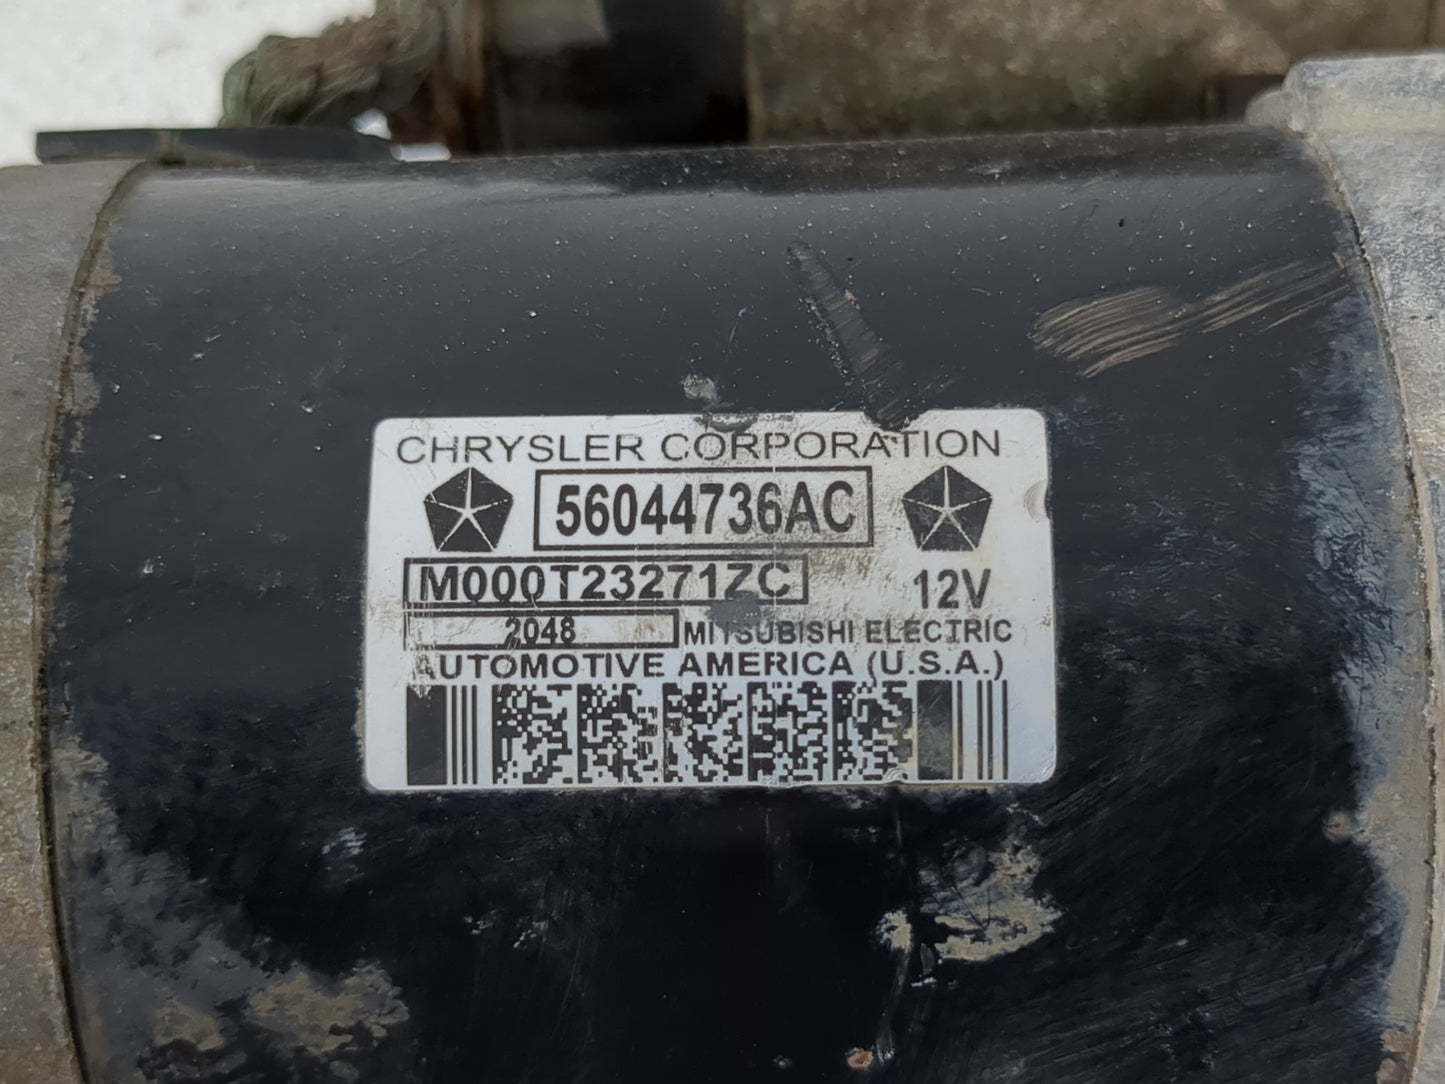 CHRYSLER CORPORATION
56044736AC
M000T23271ZC 12V
2048 MITSUBISHI ELECTRIC
AUTOMOTIVE AMERICA (U.S.A.)